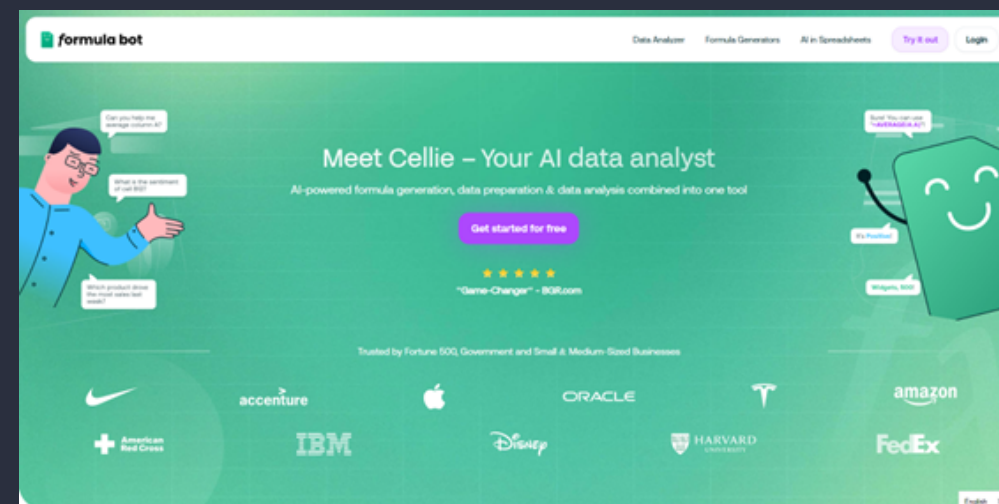 formula bot
Data Analyzer
Formula Generators
AI in Spreadsheets
Try it out
Login
Can you help me
average column A?
Sure! You can use
"=AVERAGE(A:A)"!
Meet Cellie – Your AI data analyst
What is the sentiment
of cell B12?
AI-powered formula generation, data preparation & data analysis combined into one tool
Get started for free
It's Positive!
"Game-Changer" - BGR.com
Which product drove
the most sales last
week?
Widgets, 500!
Trusted by Fortune 500, Government and Small & Medium-Sized Businesses
accenture
ORACLE
amazon
American
Red Cross
IBM
Disney
HARVARD
UNIVERSITY
FedEx
English